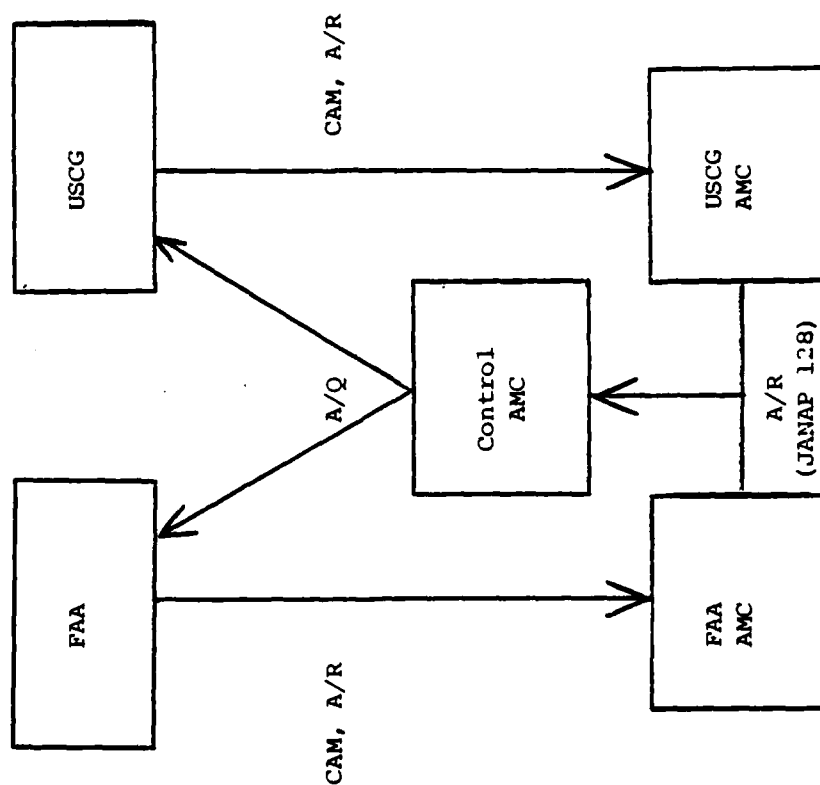 FAA
USCG
CAM, A/R
A/Q
CAM, A/R
Control
AMC
FAA
AMC
A/R
(JANAP 128)
USCG
AMC